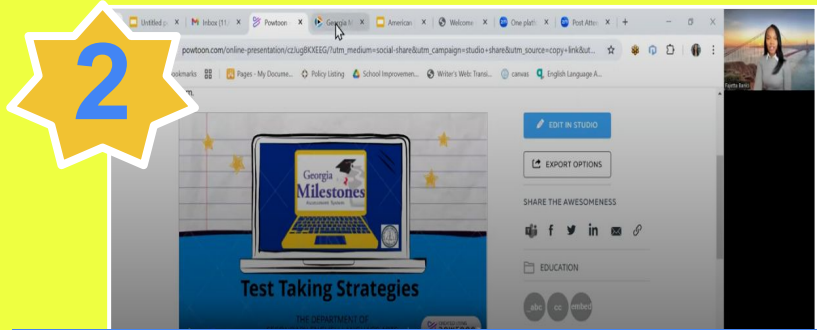 2
Untitled p
M Inbox (11,
Powtoon
Georgia M
American
Welcome
One platf
Post Atten
powtoon.com/online-presentation/czJug8KXEEG/?utm_medium=social-share&utm_campaign=studio+share&utm_source=copy+link&ut...
ookmarks
Pages - My Docume...
Policy Listing
School Improvemen...
Writer's Web: Transi...
canvas
English Language A...
m.
EDIT IN STUDIO
EXPORT OPTIONS
SHARE THE AWESOMENESS
EDUCATION
_abc
cc
embed
Georgia
Milestones
Assessment System
Test Taking Strategies
THE DEPARTMENT OF